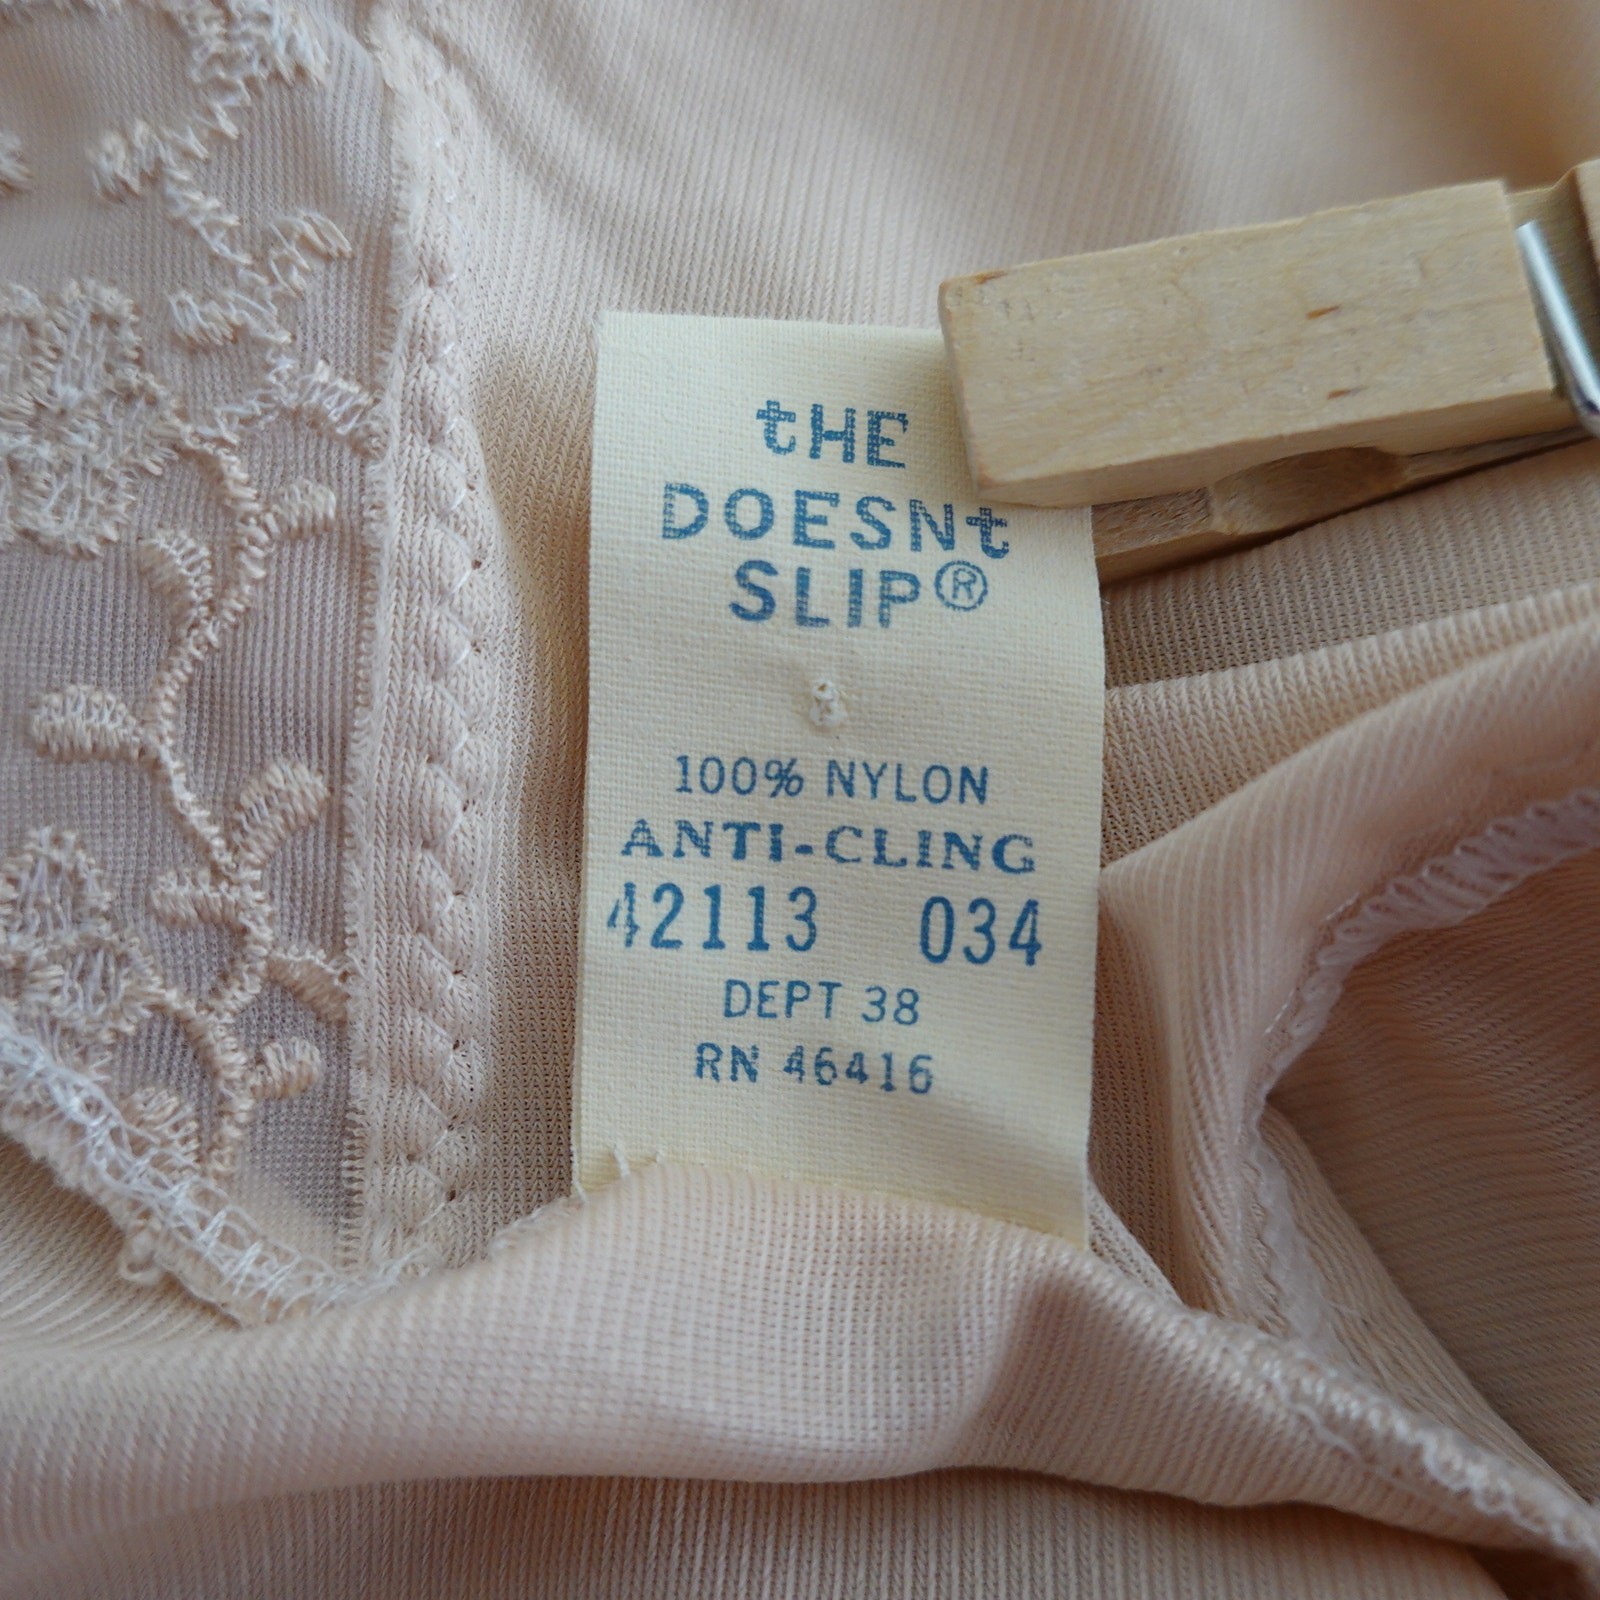 tHE
DOESNt
SLIP®
100% NYLON
ANTI-CLING
42113 034
DEPT 38
RN 46416